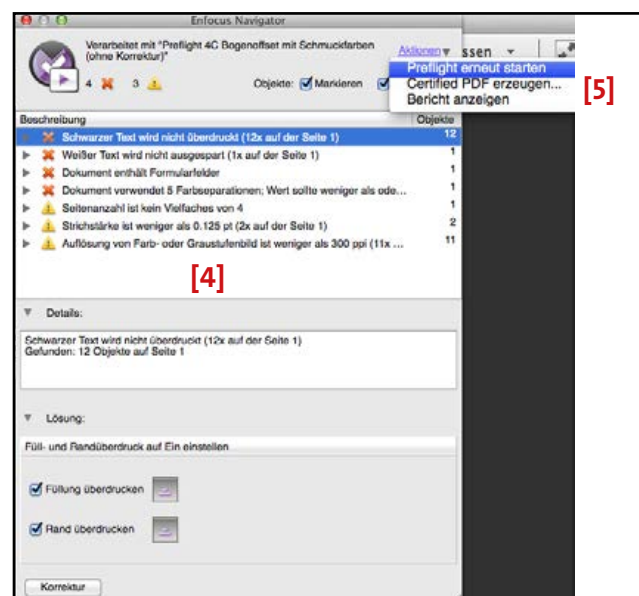 Enfocus Navigator
Verarbeitet mit "Preflight 4C Bogenoffset mit Schmuckfarben
(ohne Korrektur)"
4 3 Objekte: Markieren
Aktionen
ssen
Preflight erneut starten
Certified PDF erzeugen...
Bericht anzeigen
[5]
Beschreibung Objekte
Schwarzer Text wird nicht überdruckt (12x auf der Seite 1) 12
Weißer Text wird nicht ausgespart (1x auf der Seite 1) 1
Dokument enthält Formularfelder 1
Dokument verwendet 5 Farbseparationen; Wert sollte weniger als ode... 1
Seitenanzahl ist kein Vielfaches von 4 1
Strichstärke ist weniger als 0.125 pt (2x auf der Seite 1) 2
Auflösung von Farb- oder Graustufenbild ist weniger als 300 ppi (11x ... 11
[4]
Details:
Schwarzer Text wird nicht überdruckt (12x auf der Seite 1)
Gefunden: 12 Objekte auf Seite 1
Lösung:
Füll- und Randüberdruck auf Ein einstellen
Füllung überdrucken
Rand überdrucken
Korrektur